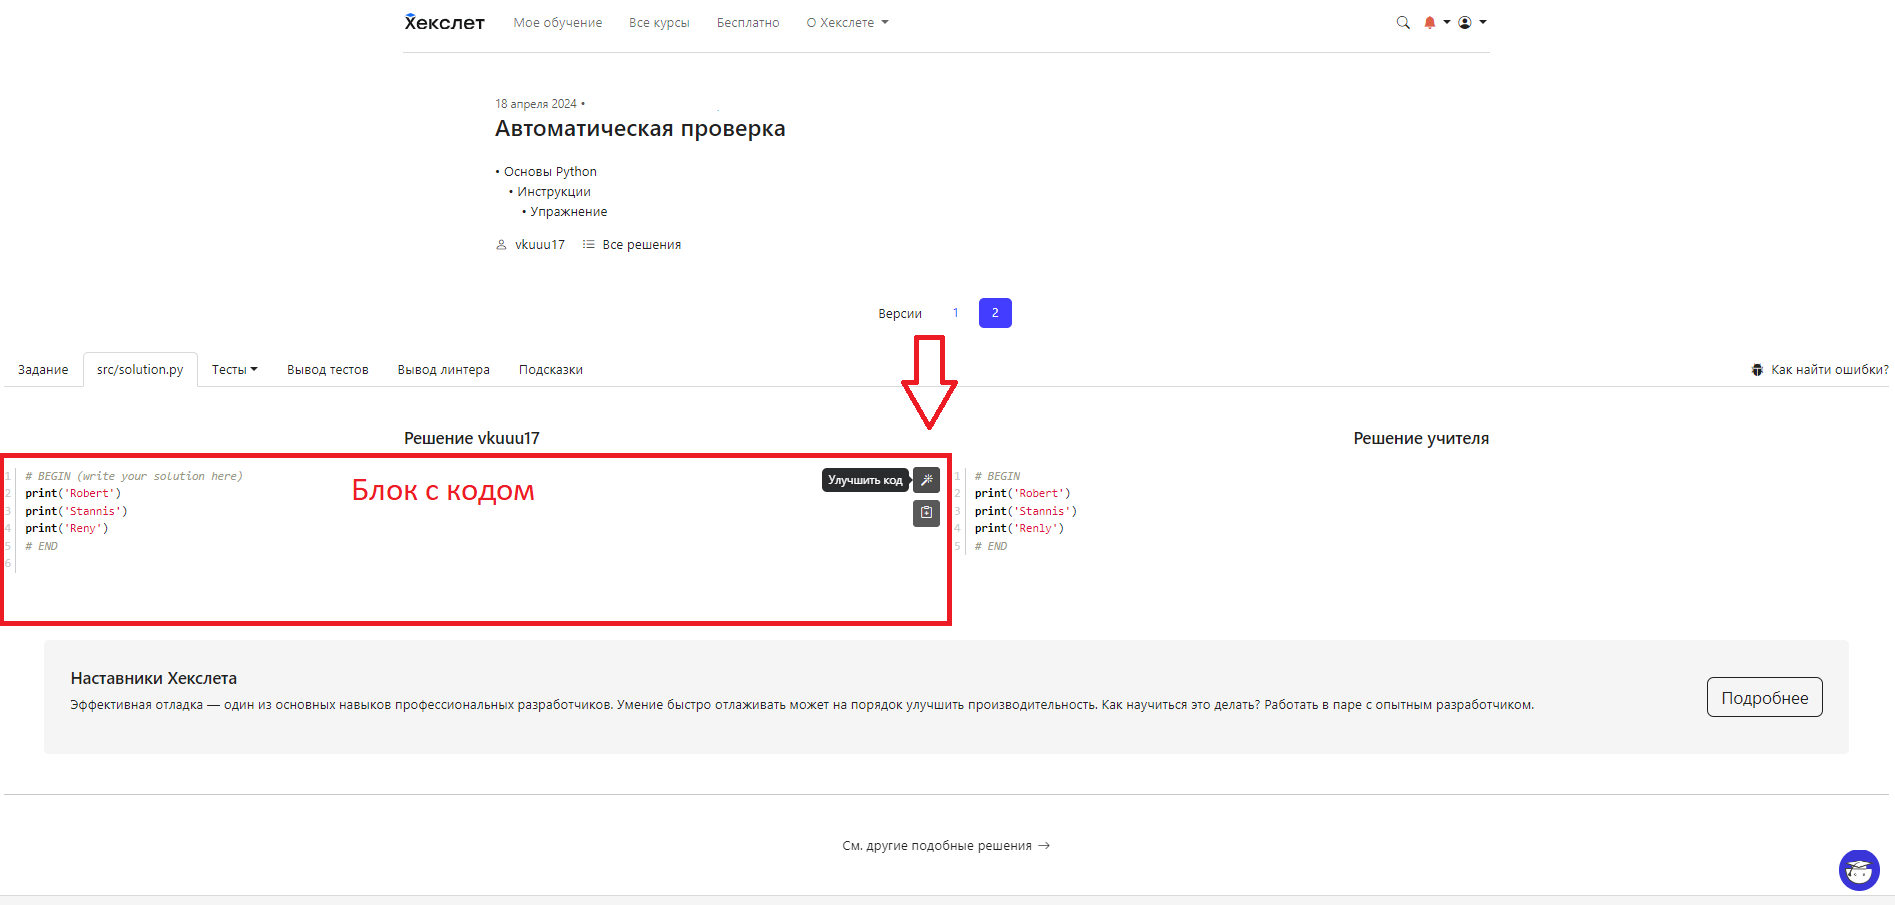 Хекслет Мое обучение Все курсы Бесплатно О Хекслете
18 апреля 2024 •
Автоматическая проверка
• Основы Python
• Инструкции
• Упражнение
vkuuu17 Все решения
Версии 1 2
Задание src/solution.py Тесты Вывод тестов Вывод линтера Подсказки Как найти ошибки?
Решение vkuuu17
Решение учителя
Блок с кодом
Улучшить код
1 # BEGIN (write your solution here)
2 print('Robert')
3 print('Stannis')
4 print('Reny')
5 # END
6
1 # BEGIN
2 print('Robert')
3 print('Stannis')
4 print('Renly')
5 # END
Наставники Хекслета
Эффективная отладка — один из основных навыков профессиональных разработчиков. Умение быстро отлаживать может на порядок улучшить производительность. Как научиться это делать? Работать в паре с опытным разработчиком.
Подробнее
См. другие подобные решения →